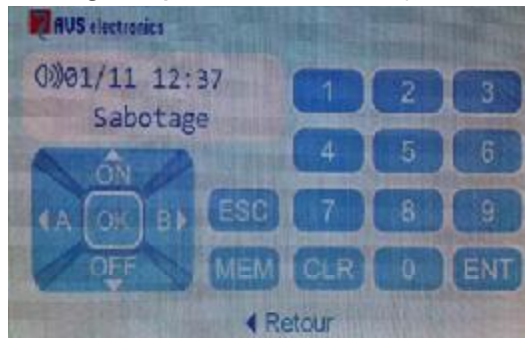 AVS electronics
01/11 12:37
Sabotage
1 2 3
ON
4 5 6
A OK B ESC 7 8 9
OFF MEM CLR 0 ENT
Retour